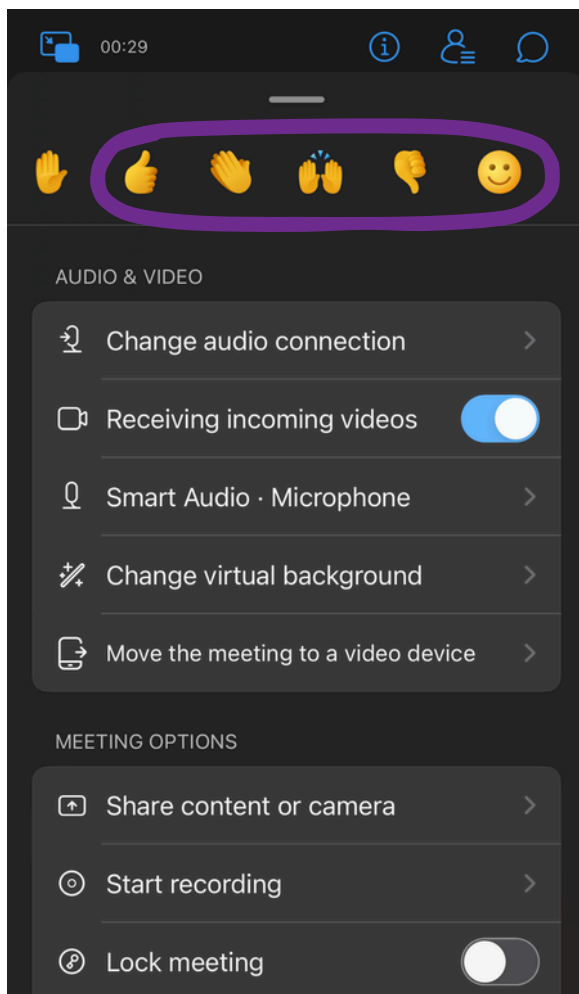 00:29
AUDIO & VIDEO
Change audio connection
Receiving incoming videos
Smart Audio · Microphone
Change virtual background
Move the meeting to a video device
MEETING OPTIONS
Share content or camera
Start recording
Lock meeting